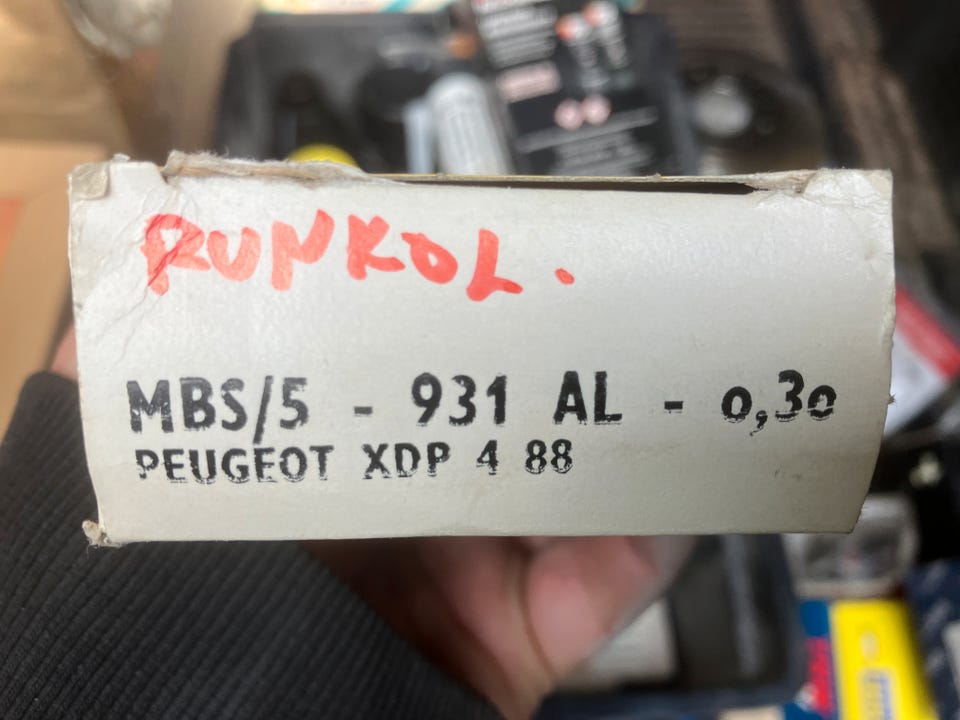 RUNKOL.
MBS/5 - 931 AL - 0,30
PEUGEOT XDP 4 88